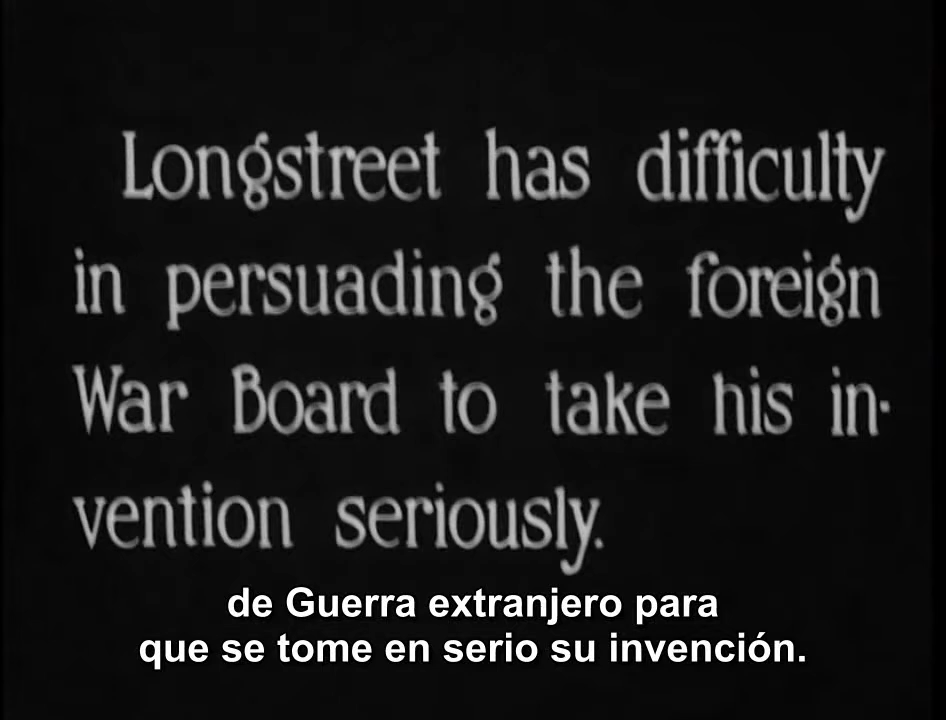 Longstreet has difficulty
in persuading the foreign
War Board to take his in-
vention seriously.
de Guerra extranjero para
que se tome en serio su invención.